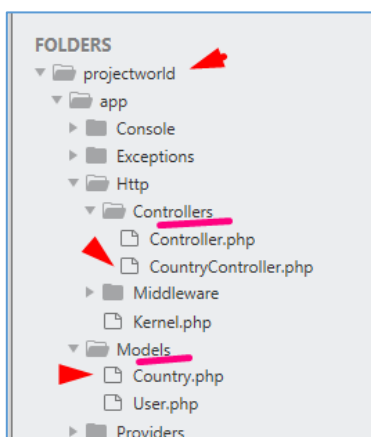 FOLDERS
projectworld
app
Console
Exceptions
Http
Controllers
Controller.php
CountryController.php
Middleware
Kernel.php
Models
Country.php
User.php
Providers